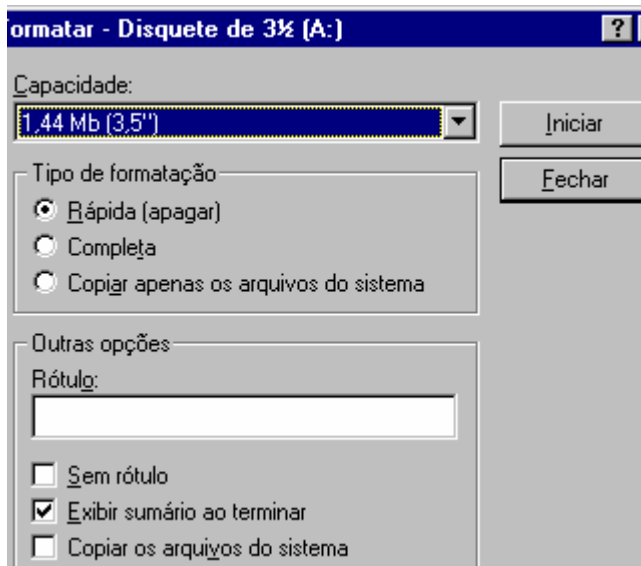 ormatar - Disquete de 3½ (A:) ?
Capacidade:
1,44 Mb (3,5")
Iniciar
Fechar
Tipo de formatação
Rápida (apagar)
Completa
Copiar apenas os arquivos do sistema
Outras opções
Rótulo:
Sem rótulo
Exibir sumário ao terminar
Copiar os arquivos do sistema